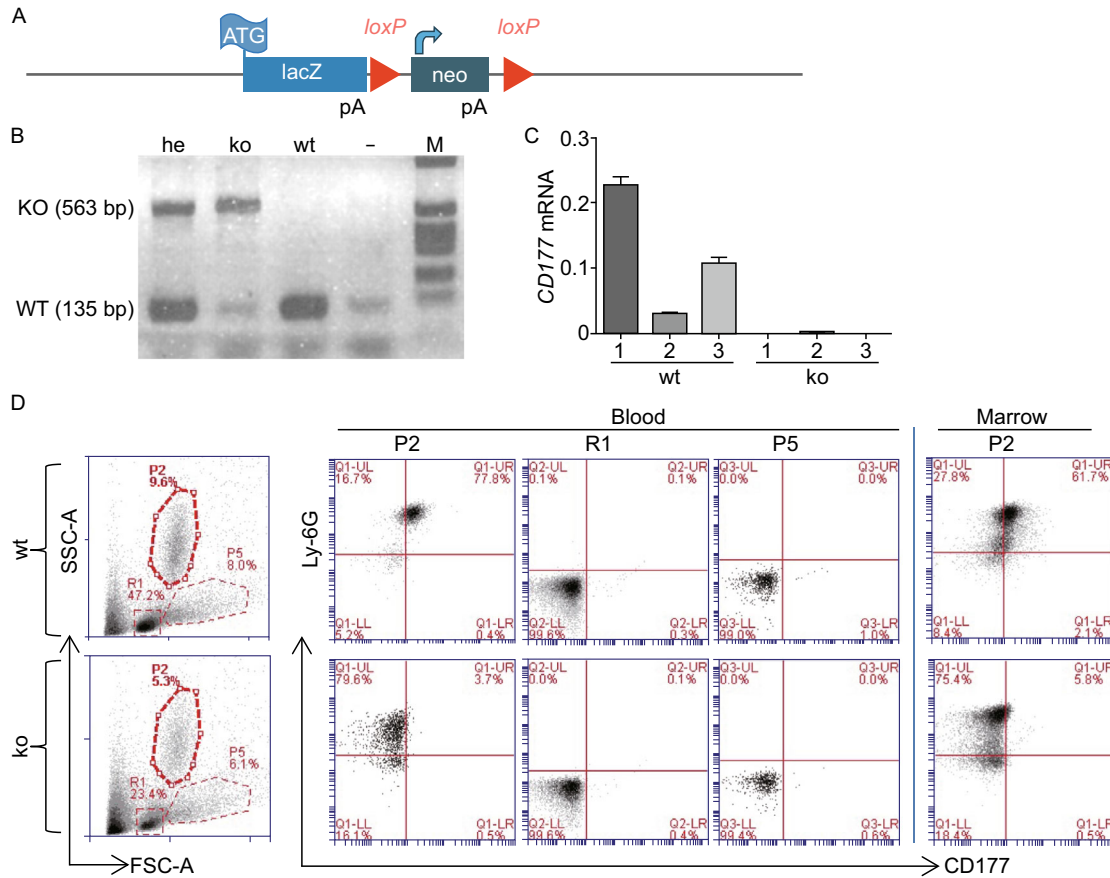 A
ATG
loxP
loxP
lacZ
neo
pA
pA
B
he ko wt – M
KO (563 bp)
WT (135 bp)
C
CD177 mRNA
0.3
0.2
0.1
0
1 2 3 1 2 3
wt ko
D
Blood Marrow
P2 R1 P5 P2
wt
SSC-A
P2
9.6%
P5
8.0%
R1
47.2%
Ly-6G
Q1-UL Q1-UR
16.7% 77.8%
Q1-LL Q1-LR
5.2% 0.4%
Q2-UL Q2-UR
0.1% 0.1%
Q2-LL Q2-LR
99.6% 0.3%
Q3-UL Q3-UR
0.0% 0.0%
Q3-LL Q3-LR
99.0% 1.0%
Q1-UL Q1-UR
27.8% 61.7%
Q1-LL Q1-LR
8.4% 2.1%
ko
P2
5.3%
P5
6.1%
R1
23.4%
Q1-UL Q1-UR
79.6% 3.7%
Q1-LL Q1-LR
16.1% 0.5%
Q2-UL Q2-UR
0.0% 0.1%
Q2-LL Q2-LR
99.6% 0.4%
Q3-UL Q3-UR
0.0% 0.0%
Q3-LL Q3-LR
99.4% 0.6%
Q1-UL Q1-UR
75.4% 5.8%
Q1-LL Q1-LR
18.4% 0.5%
FSC-A
CD177